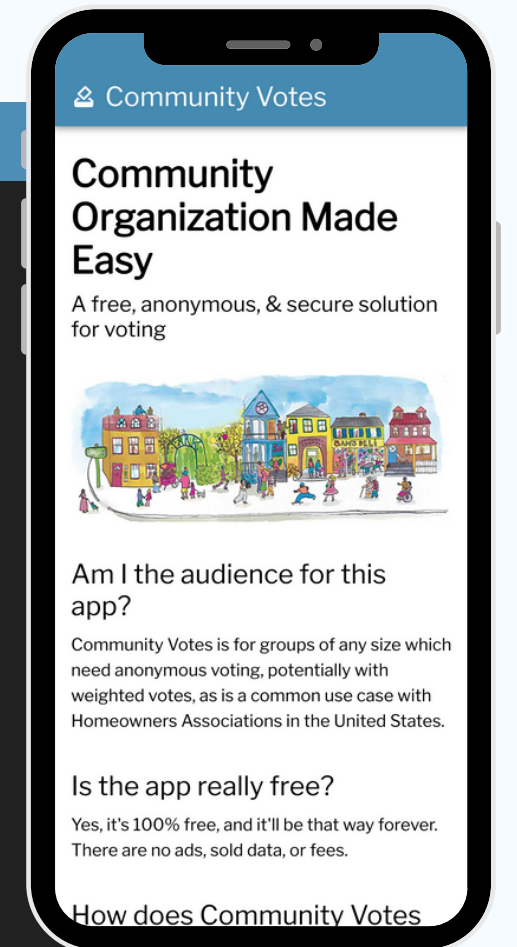 Community Votes
Community
Organization Made
Easy
A free, anonymous, & secure solution
for voting
Am I the audience for this
app?
Community Votes is for groups of any size which
need anonymous voting, potentially with
weighted votes, as is a common use case with
Homeowners Associations in the United States.
Is the app really free?
Yes, it's 100% free, and it'll be that way forever.
There are no ads, sold data, or fees.
How does Community Votes